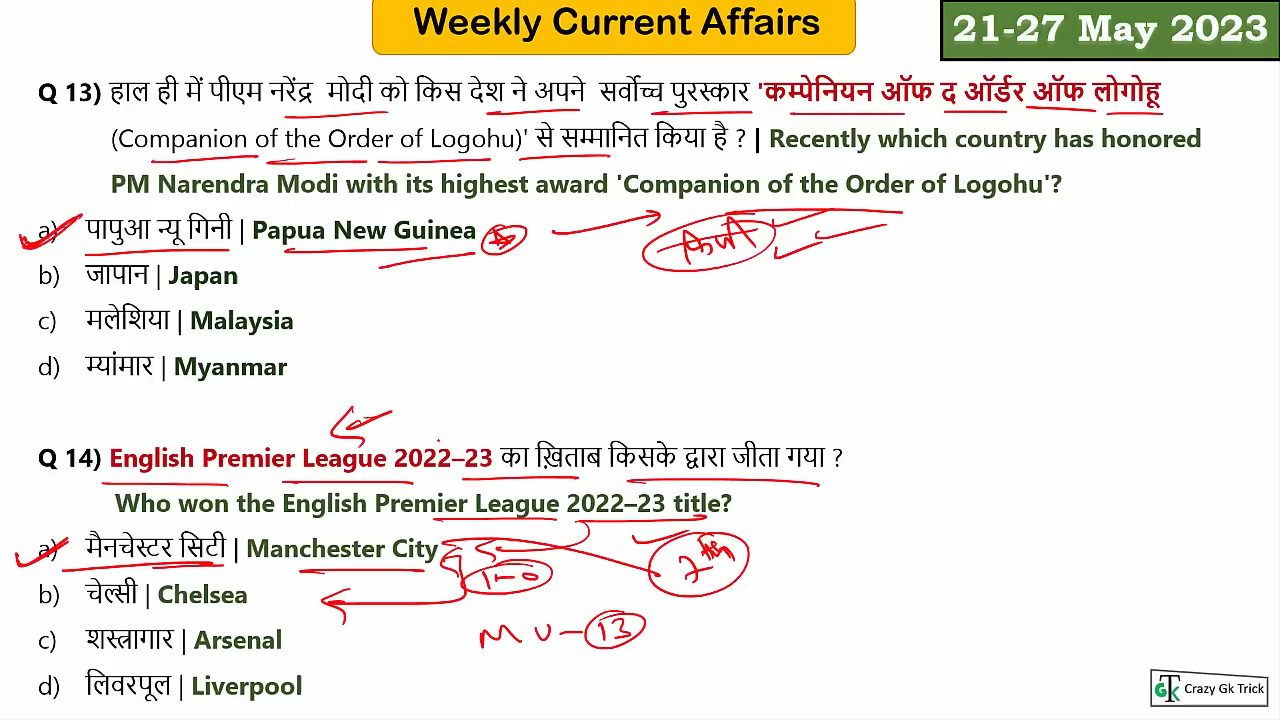 Weekly Current Affairs
21-27 May 2023
Q 13) हाल ही में पीएम नरेंद्र मोदी को किस देश ने अपने सर्वोच्च पुरस्कार 'कम्पेनियन ऑफ द ऑर्डर ऑफ लोगोहू
(Companion of the Order of Logohu)' से सम्मानित किया है ? | Recently which country has honored
PM Narendra Modi with its highest award 'Companion of the Order of Logohu'?
a) पापुआ न्यू गिनी | Papua New Guinea
b) जापान | Japan
c) मलेशिया | Malaysia
d) म्यांमार | Myanmar
Q 14) English Premier League 2022–23 का ख़िताब किसके द्वारा जीता गया ?
Who won the English Premier League 2022–23 title?
a) मैनचेस्टर सिटी | Manchester City
7th
b) चेल्सी | Chelsea
1-0
c) शस्त्रागार | Arsenal
M U - 13
d) लिवरपूल | Liverpool
GTK Crazy Gk Trick